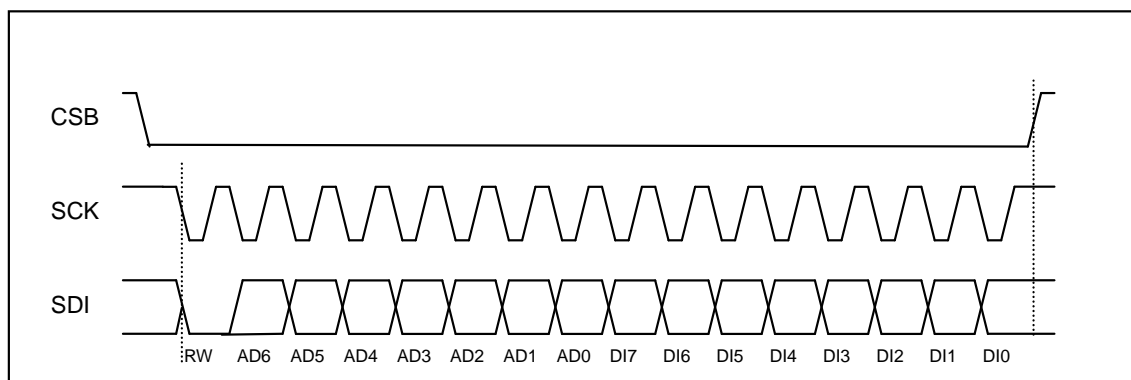 CSB
SCK
SDI
RW AD6 AD5 AD4 AD3 AD2 AD1 AD0 DI7 DI6 DI5 DI4 DI3 DI2 DI1 DI0